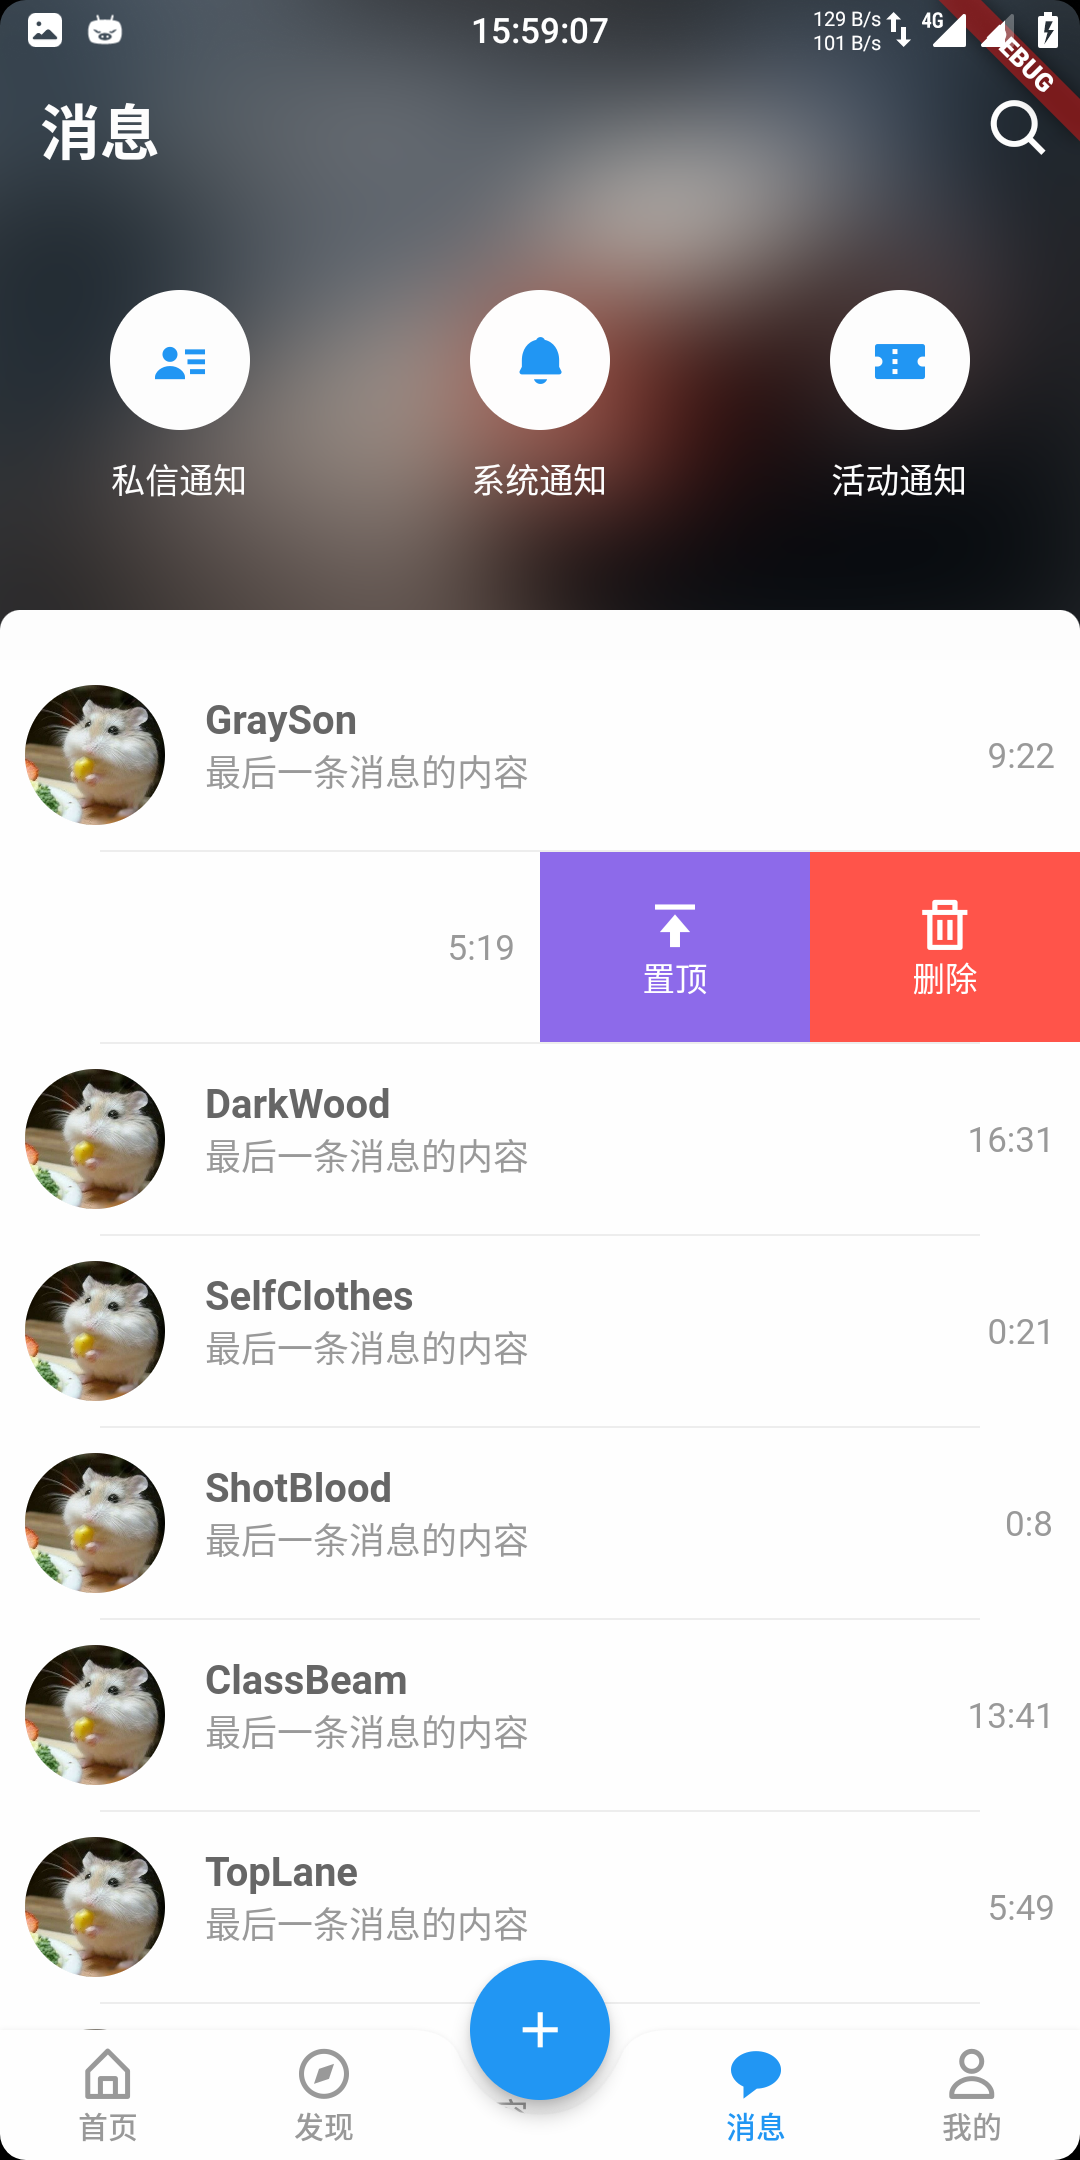 15:59:07
129 B/s
101 B/s
4G
EBUG
消息
私信通知
系统通知
活动通知
GraySon
最后一条消息的内容
9:22
5:19
置顶
删除
DarkWood
最后一条消息的内容
16:31
SelfClothes
最后一条消息的内容
0:21
ShotBlood
最后一条消息的内容
0:8
ClassBeam
最后一条消息的内容
13:41
TopLane
最后一条消息的内容
5:49
首页
发现
消息
我的